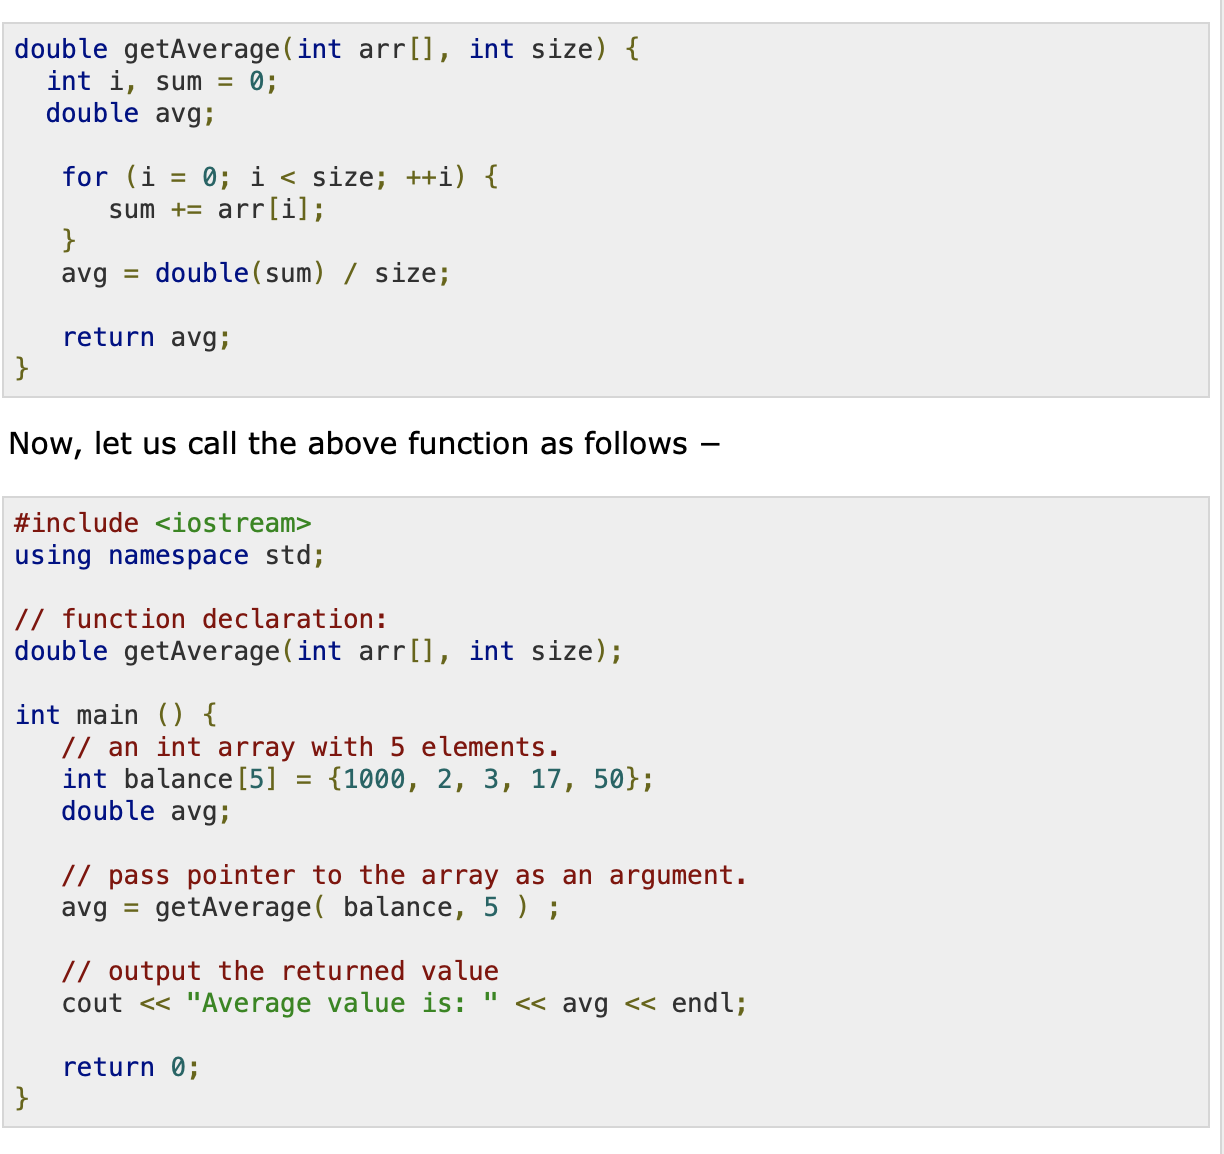 double getAverage(int arr[], int size) {
  int i, sum = 0;
  double avg;

   for (i = 0; i < size; ++i) {
      sum += arr[i];
   }
   avg = double(sum) / size;

   return avg;
}

Now, let us call the above function as follows −

#include <iostream>
using namespace std;

// function declaration:
double getAverage(int arr[], int size);

int main () {
   // an int array with 5 elements.
   int balance[5] = {1000, 2, 3, 17, 50};
   double avg;

   // pass pointer to the array as an argument.
   avg = getAverage( balance, 5 ) ;

   // output the returned value
   cout << "Average value is: " << avg << endl;

   return 0;
}